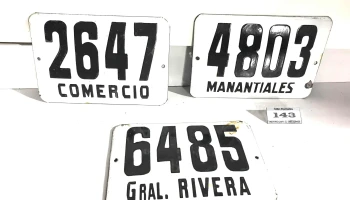 2647
COMERCIO
4803
MANANTIALES
143
6485
GRAL. RIVERA